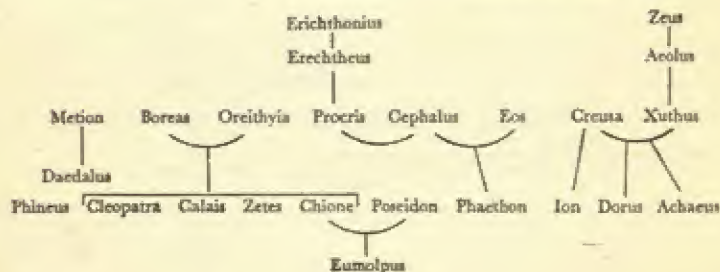 Erichthonius Zeus
Erechtheus Aeolus
Metion Boreas Oreithyia Procris Cephalus Eos Creusa Xuthus
Daedalus
Phineus Cleopatra Calais Zetes Chione Poseidon Phaethon Ion Dorus Achaeus
Eumolpus